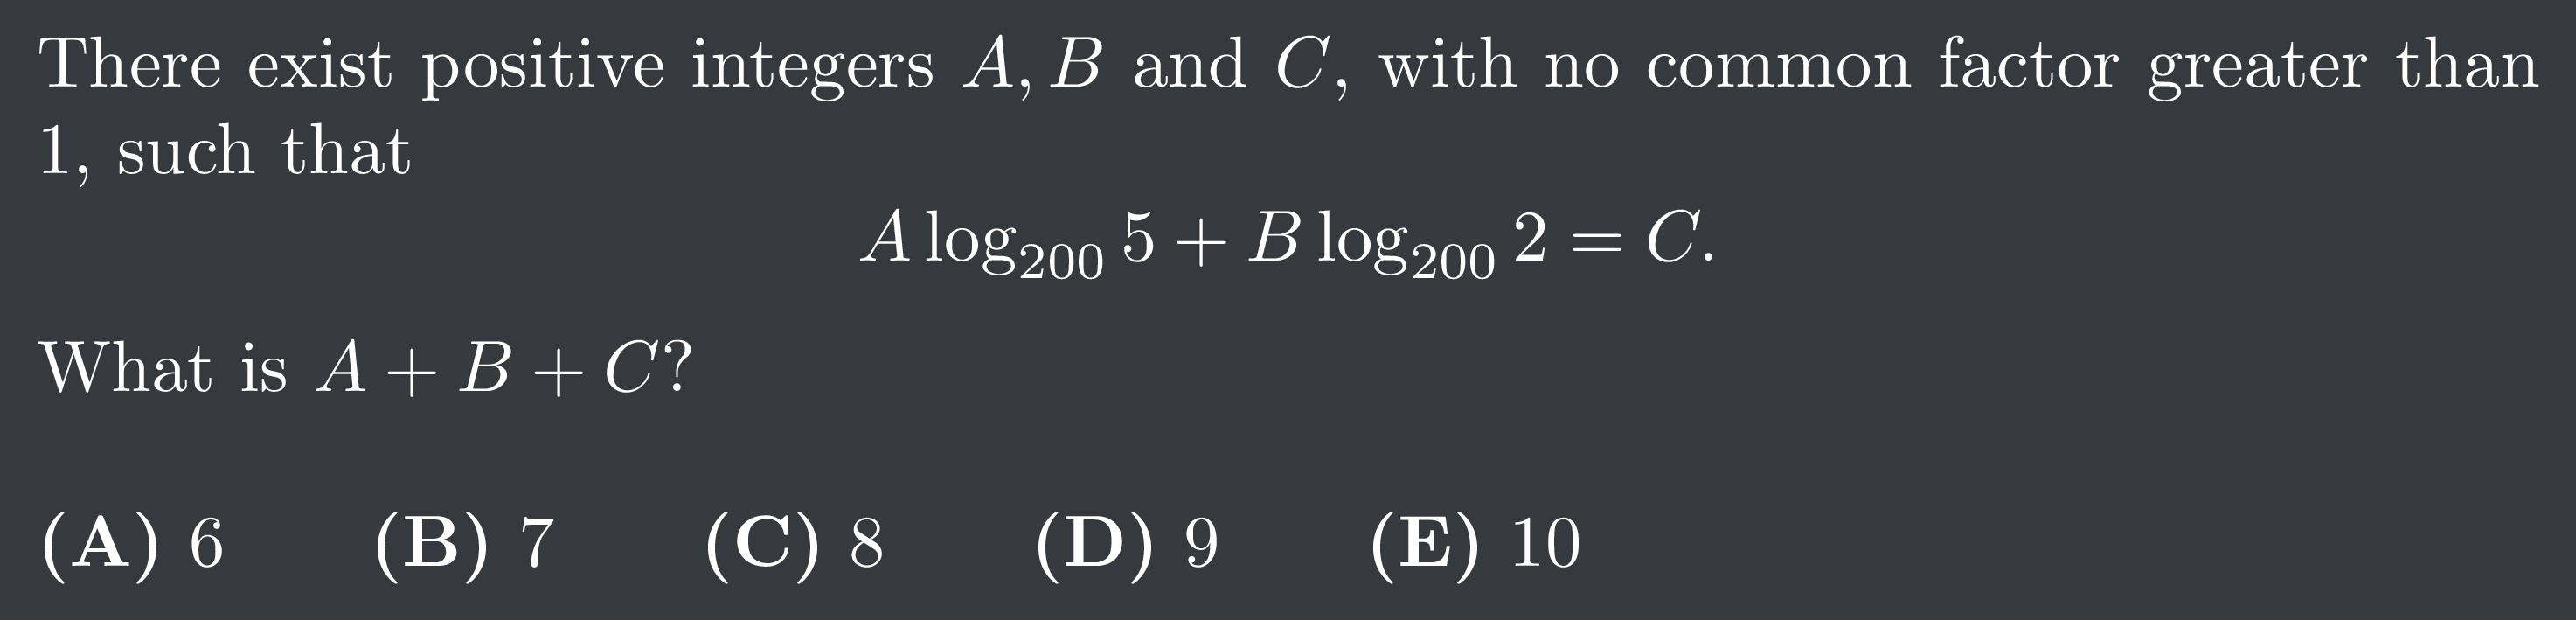 There exist positive integers A, B and C, with no common factor greater than
1, such that
A log₂₀₀ 5 + B log₂₀₀ 2 = C.
What is A + B + C?
(A) 6 (B) 7 (C) 8 (D) 9 (E) 10